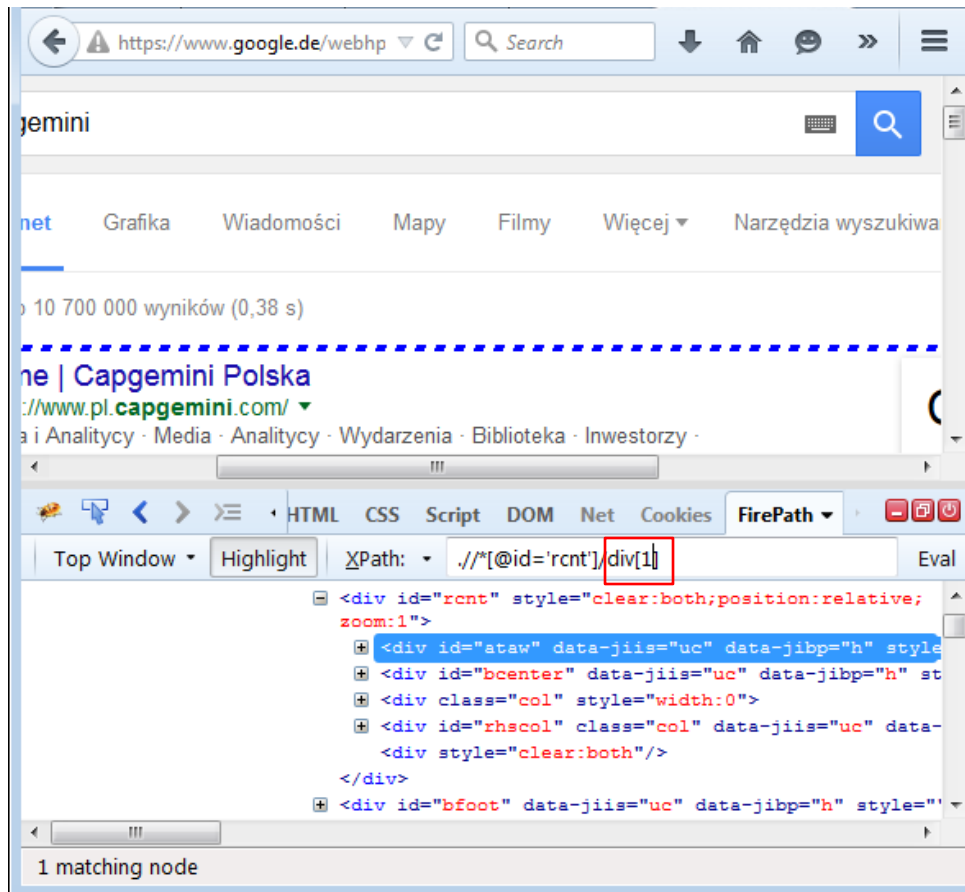 https://www.google.de/webhp Search »
gemini
net Grafika Wiadomości Mapy Filmy Więcej ▾ Narzędzia wyszukiwa
o 10 700 000 wyników (0,38 s)
ne | Capgemini Polska
://www.pl.capgemini.com/ ▾
a i Analitycy · Media · Analitycy · Wydarzenia · Biblioteka · Inwestorzy ·
HTML CSS Script DOM Net Cookies FirePath ▾
Top Window ▾ Highlight XPath: ▾ .//*[@id='rcnt']/div[1] Eval
<div id="rcnt" style="clear:both;position:relative;
zoom:1">
<div id="ataw" data-jiis="uc" data-jibp="h" style
<div id="bcenter" data-jiis="uc" data-jibp="h" st
<div class="col" style="width:0">
<div id="rhscol" class="col" data-jiis="uc" data-
<div style="clear:both"/>
</div>
<div id="bfoot" data-jiis="uc" data-jibp="h" style="'
1 matching node